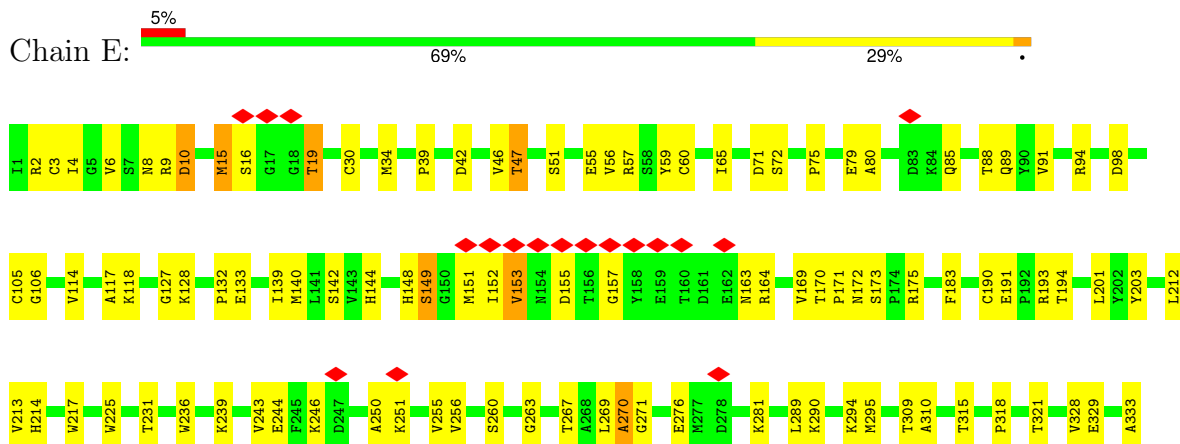 5%
Chain E:
69% 29% •
I1 R2 C3 I4 G5 V6 S7 N8 R9 D10 M15 S16 G17 G18 T19 C30 M34 P39 D42 V46 T47 S51 E55 V56 R57 S58 Y59 C60 I65 D71 S72 P75 E79 A80 D83 K84 Q85 T88 Q89 Y90 V91 R94 D98
C105 G106 V114 A117 K118 G127 K128 P132 E133 I139 M140 L141 S142 V143 H144 H148 S149 G150 M151 I152 V153 N154 D155 T156 G157 Y158 E159 T160 D161 E162 N163 R164 V169 T170 P171 N172 S173 P174 R175 F183 C190 E191 P192 R193 T194 L201 Y202 Y203 L212
V213 H214 W217 W225 T231 W236 K239 V243 E244 F245 K246 D247 A250 K251 V255 V256 S260 G263 T267 A268 L269 A270 G271 E276 M277 D278 K281 L289 K290 K294 M295 T309 A310 T315 P318 T321 V328 E329 A333